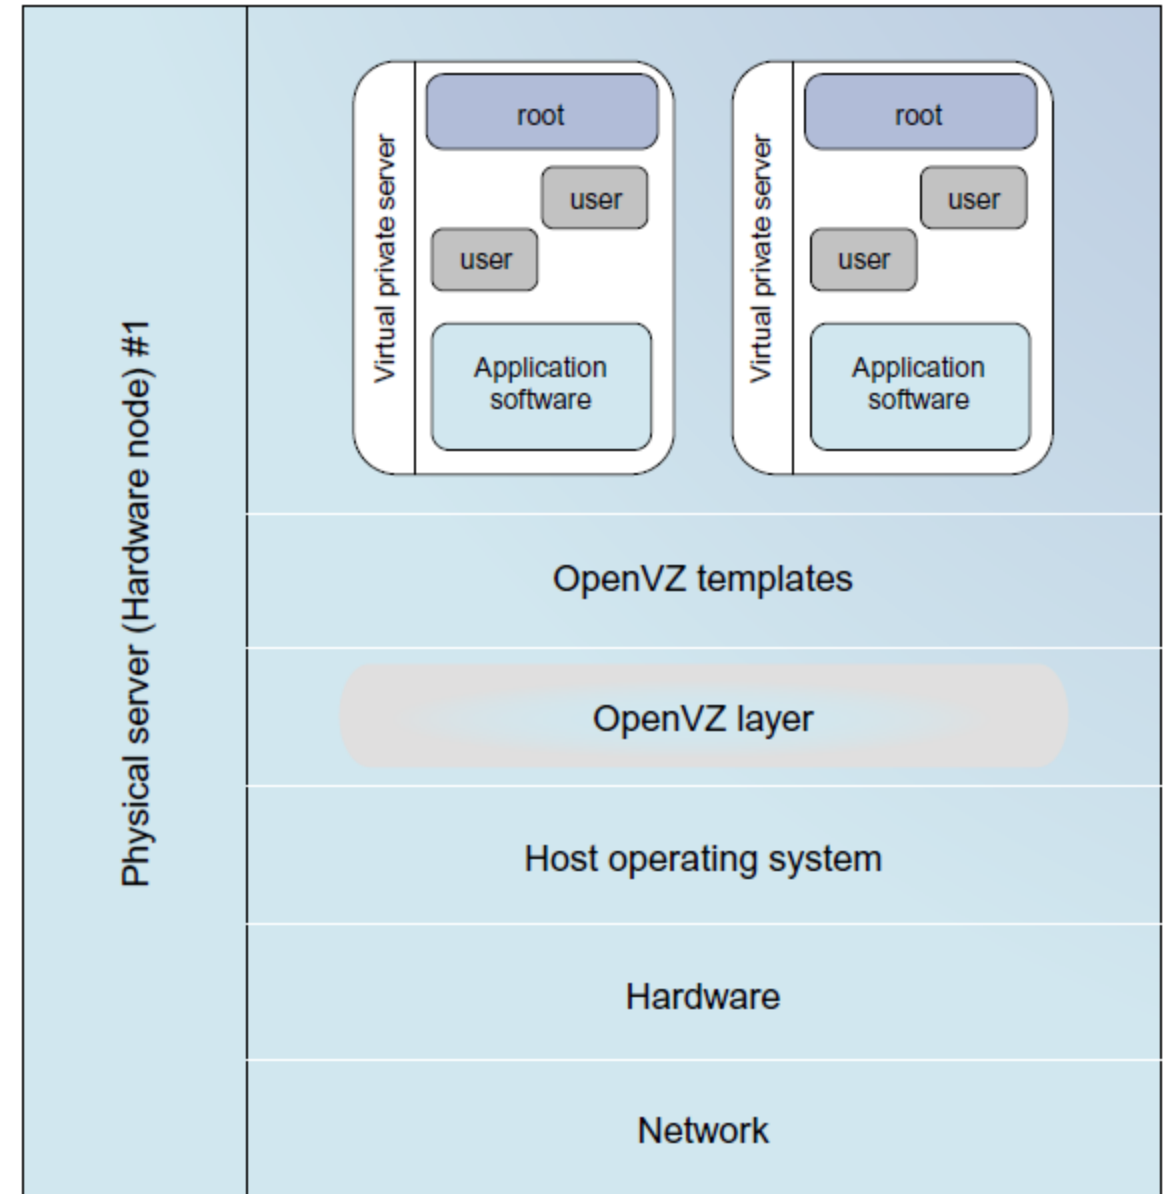 Physical server (Hardware node) #1
Virtual private server
root
user
user
Application
software
Virtual private server
root
user
user
Application
software
OpenVZ templates
OpenVZ layer
Host operating system
Hardware
Network